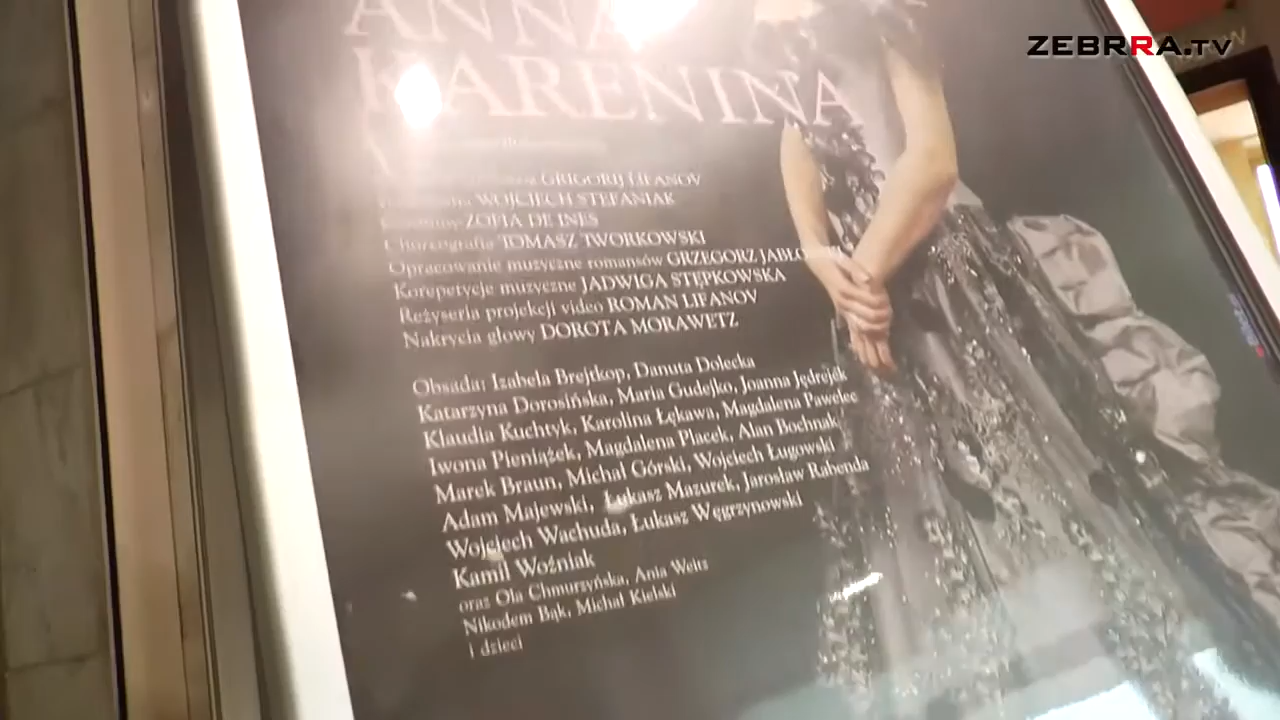 ZEBRRA.TV
ANNA
KARENINA
GRIGORIJ LIFANOV
WOJCIECH STEFANIAK
ZOFIA DE INES
Choreografia TOMASZ TWORKOWSKI
Opracowanie muzyczne romansów GRZEGORZ
Korepetycje muzyczne JADWIGA STĘPKOWSKA
Reżyseria projekcji video ROMAN LIFANOV
Nakrycia głowy DOROTA MORAWETZ
Obsada: Izabela Brejtkop, Danuta Dolecka
Katarzyna Dorosińska, Maria Gudejko, Joanna Jędrejek
Klaudia Kuchtyk, Karolina Łękawa, Magdalena Pawelec
Iwona Pieniążek, Magdalena Placek, Alan Bochnak
Marek Braun, Michał Górski, Wojciech Ługowski
Adam Majewski, Łukasz Mazurek, Jarosław Rabenda
Wojciech Wachuda, Łukasz Węgrzynowski
Kamil Woźniak
oraz Ola Chmurzyńska, Ania Weits
Nikodem Bąk, Michał Kielski
i dzieci